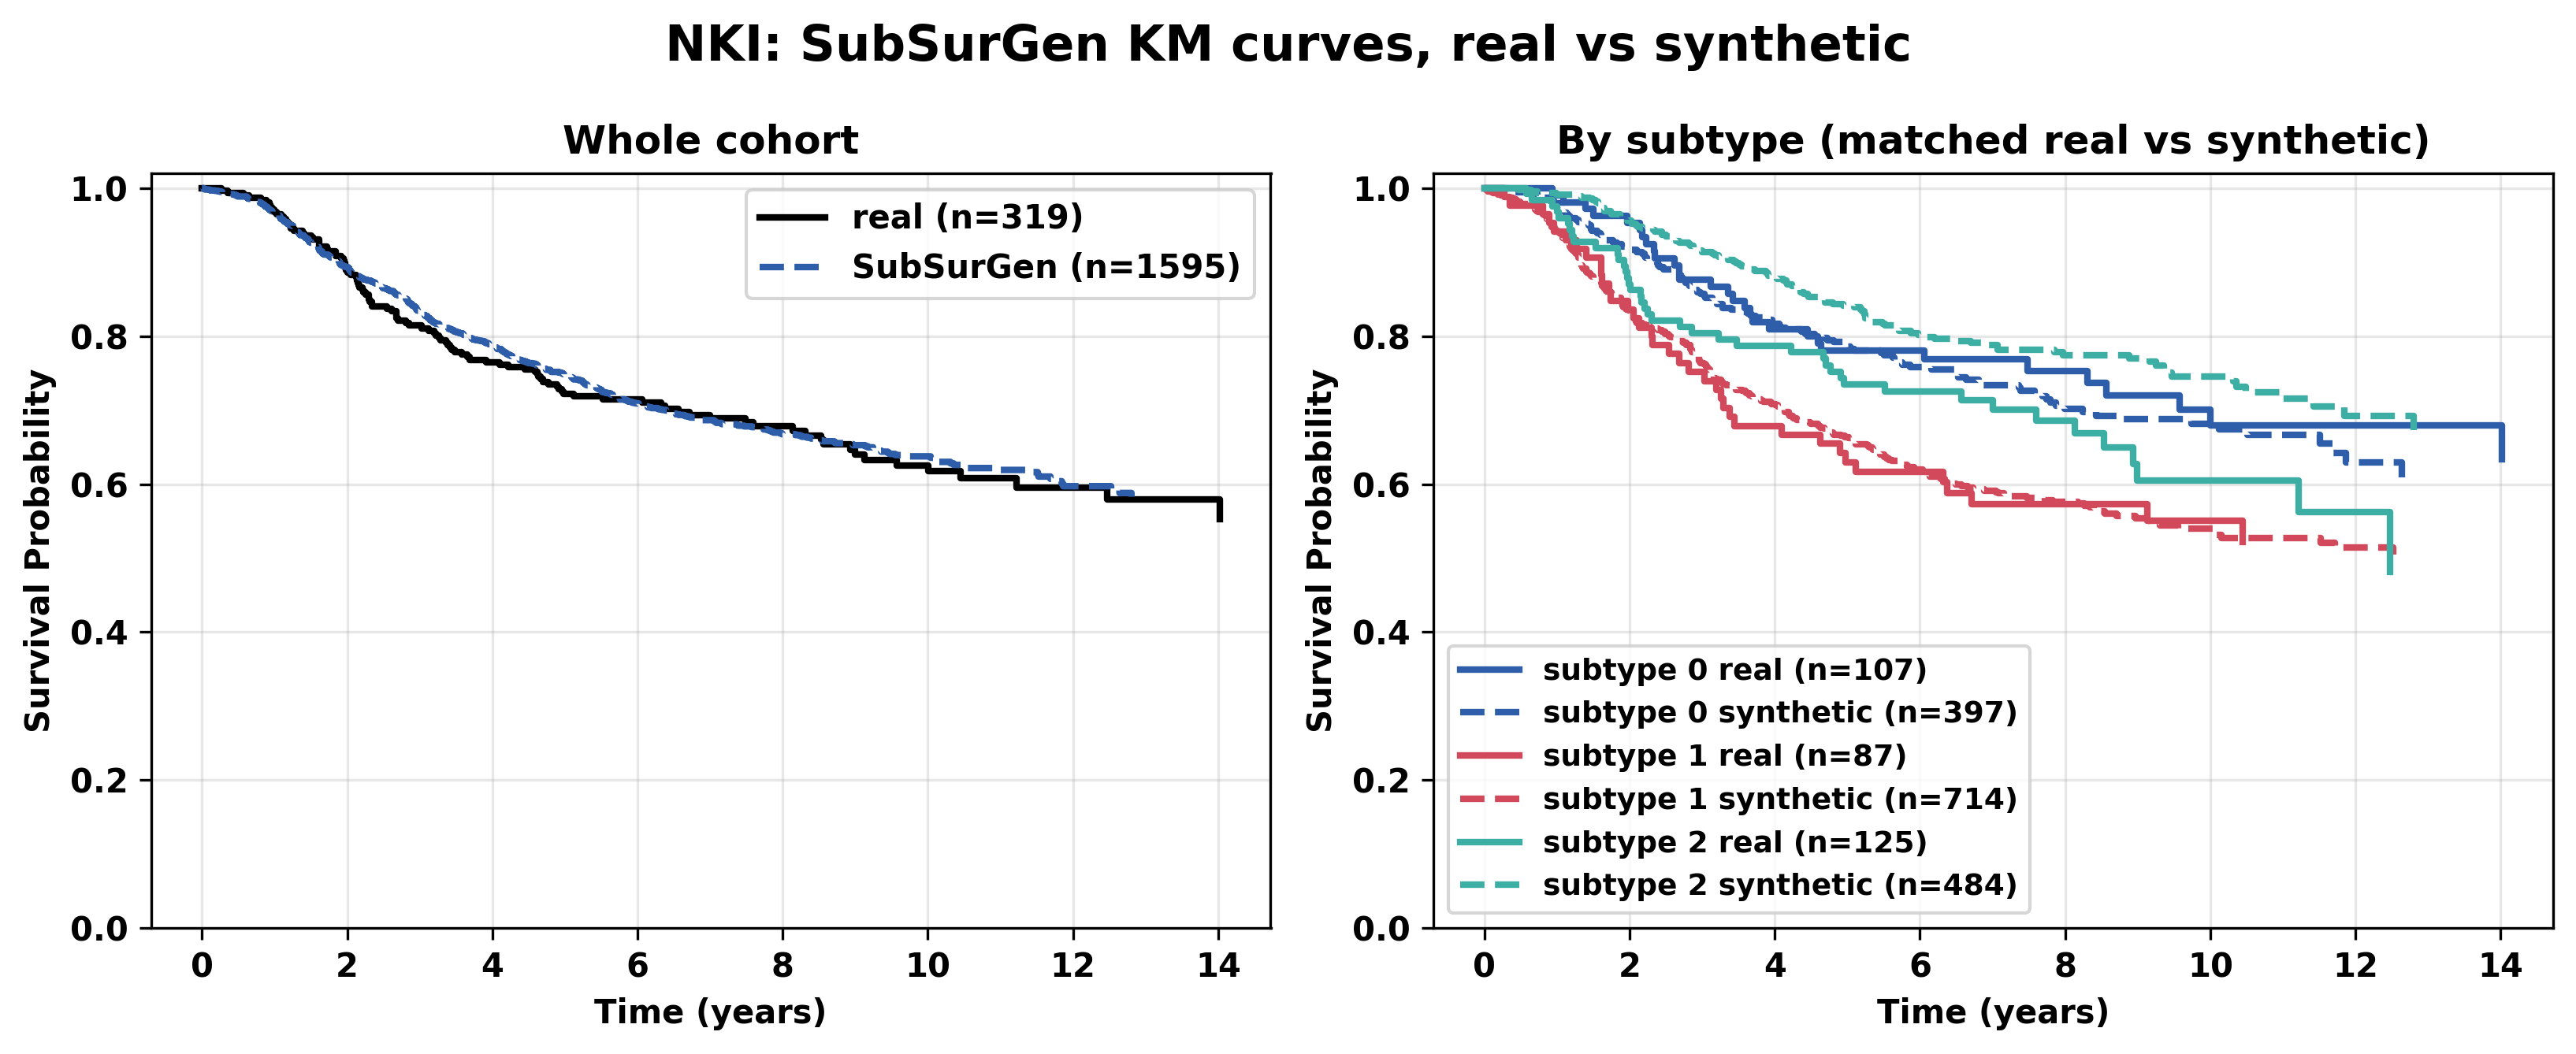 NKI: SubSurGen KM curves, real vs synthetic
Whole cohort
Survival Probability
1.0
0.8
0.6
0.4
0.2
0.0
real (n=319)
SubSurGen (n=1595)
0 2 4 6 8 10 12 14
Time (years)
By subtype (matched real vs synthetic)
Survival Probability
1.0
0.8
0.6
0.4
0.2
0.0
subtype 0 real (n=107)
subtype 0 synthetic (n=397)
subtype 1 real (n=87)
subtype 1 synthetic (n=714)
subtype 2 real (n=125)
subtype 2 synthetic (n=484)
0 2 4 6 8 10 12 14
Time (years)